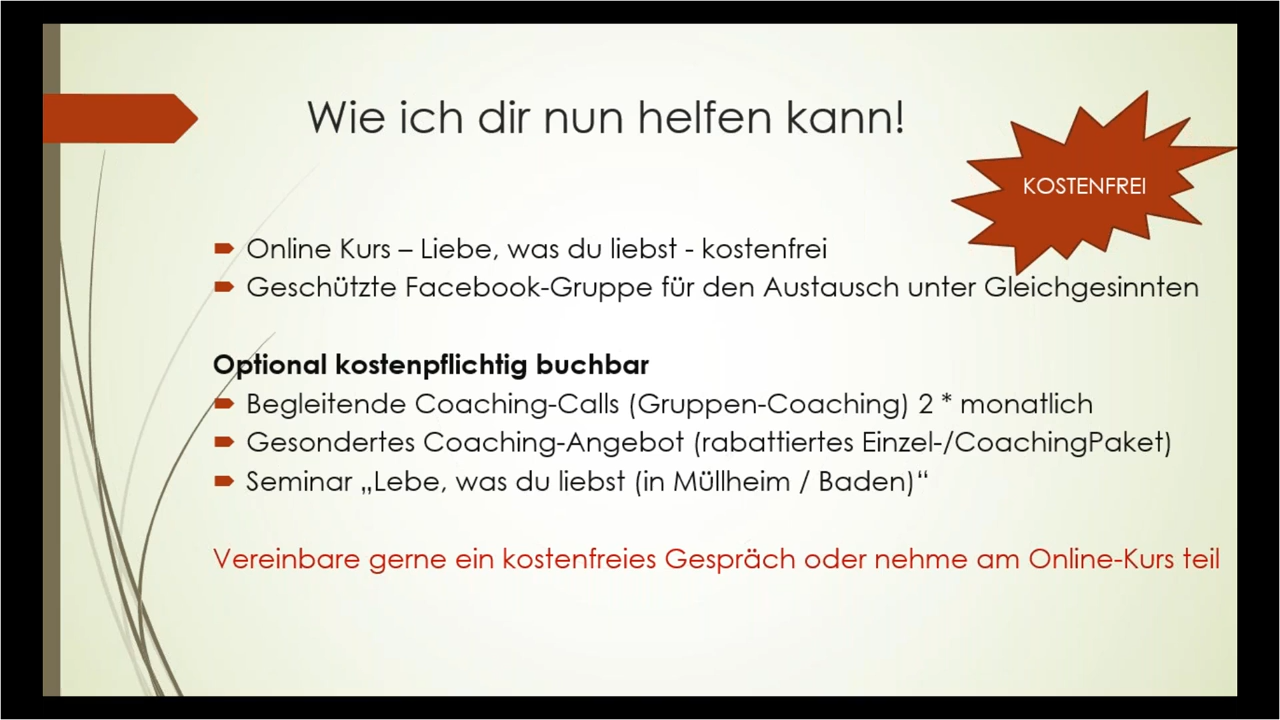 Wie ich dir nun helfen kann!
KOSTENFREI
Online Kurs – Liebe, was du liebst - kostenfrei
Geschützte Facebook-Gruppe für den Austausch unter Gleichgesinnten
Optional kostenpflichtig buchbar
Begleitende Coaching-Calls (Gruppen-Coaching) 2 * monatlich
Gesondertes Coaching-Angebot (rabattiertes Einzel-/CoachingPaket)
Seminar „Lebe, was du liebst (in Müllheim / Baden)“
Vereinbare gerne ein kostenfreies Gespräch oder nehme am Online-Kurs teil